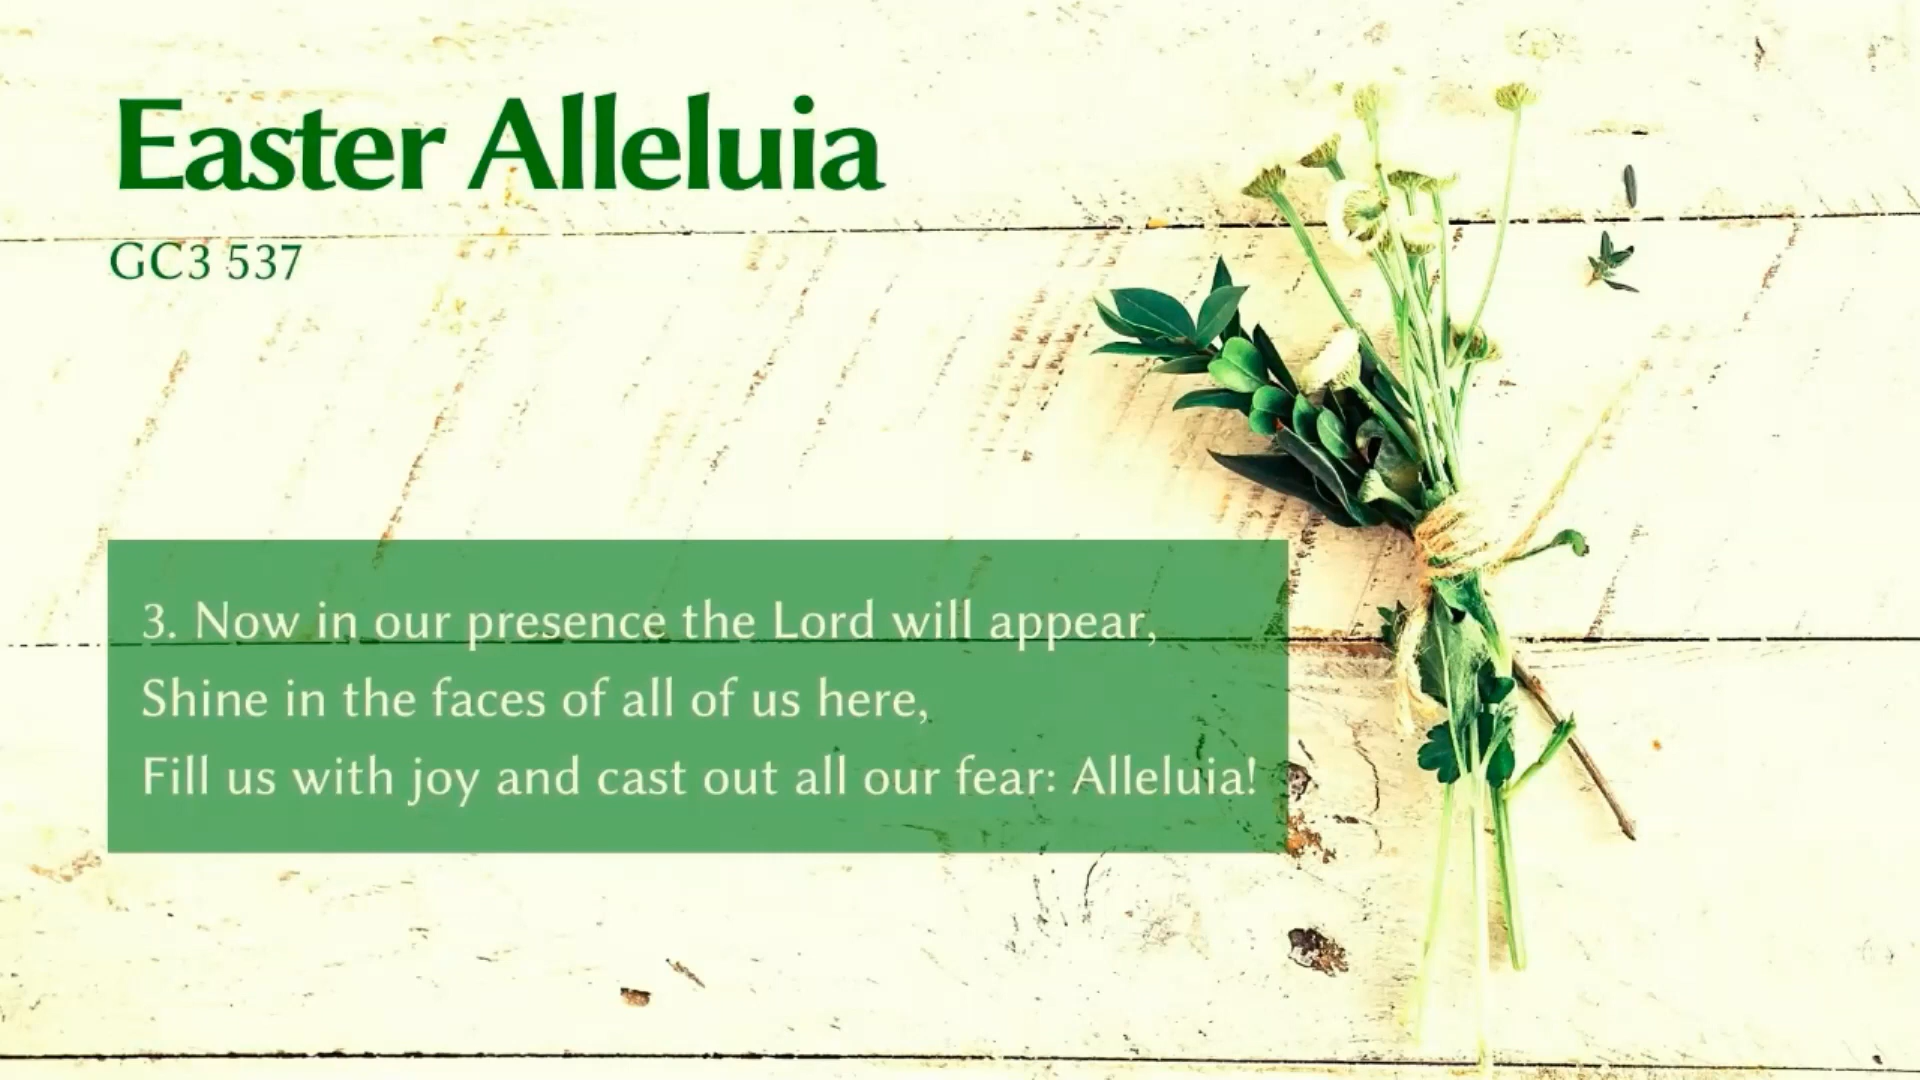 Easter Alleluia
GC3 537
3. Now in our presence the Lord will appear,
Shine in the faces of all of us here,
Fill us with joy and cast out all our fear: Alleluia!